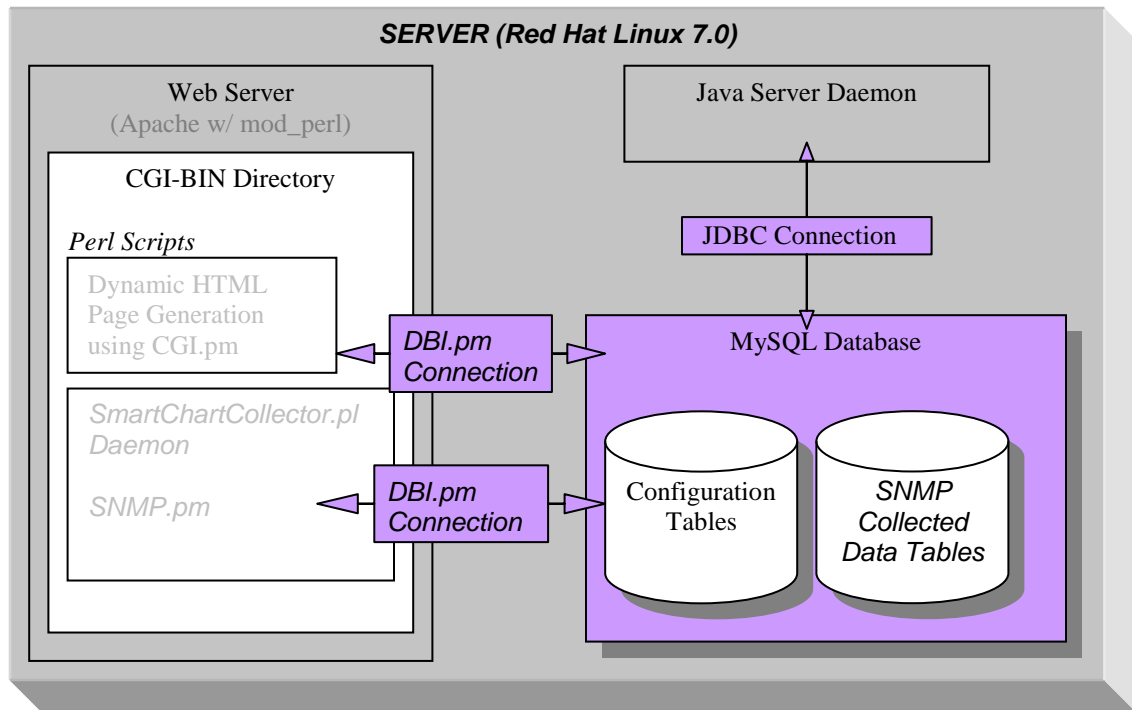 SERVER (Red Hat Linux 7.0)
Web Server
(Apache w/ mod_perl)
CGI-BIN Directory
Perl Scripts
Dynamic HTML
Page Generation
using CGI.pm
SmartChartCollector.pl
Daemon
SNMP.pm
DBI.pm
Connection
DBI.pm
Connection
Java Server Daemon
JDBC Connection
MySQL Database
Configuration
Tables
SNMP
Collected
Data Tables